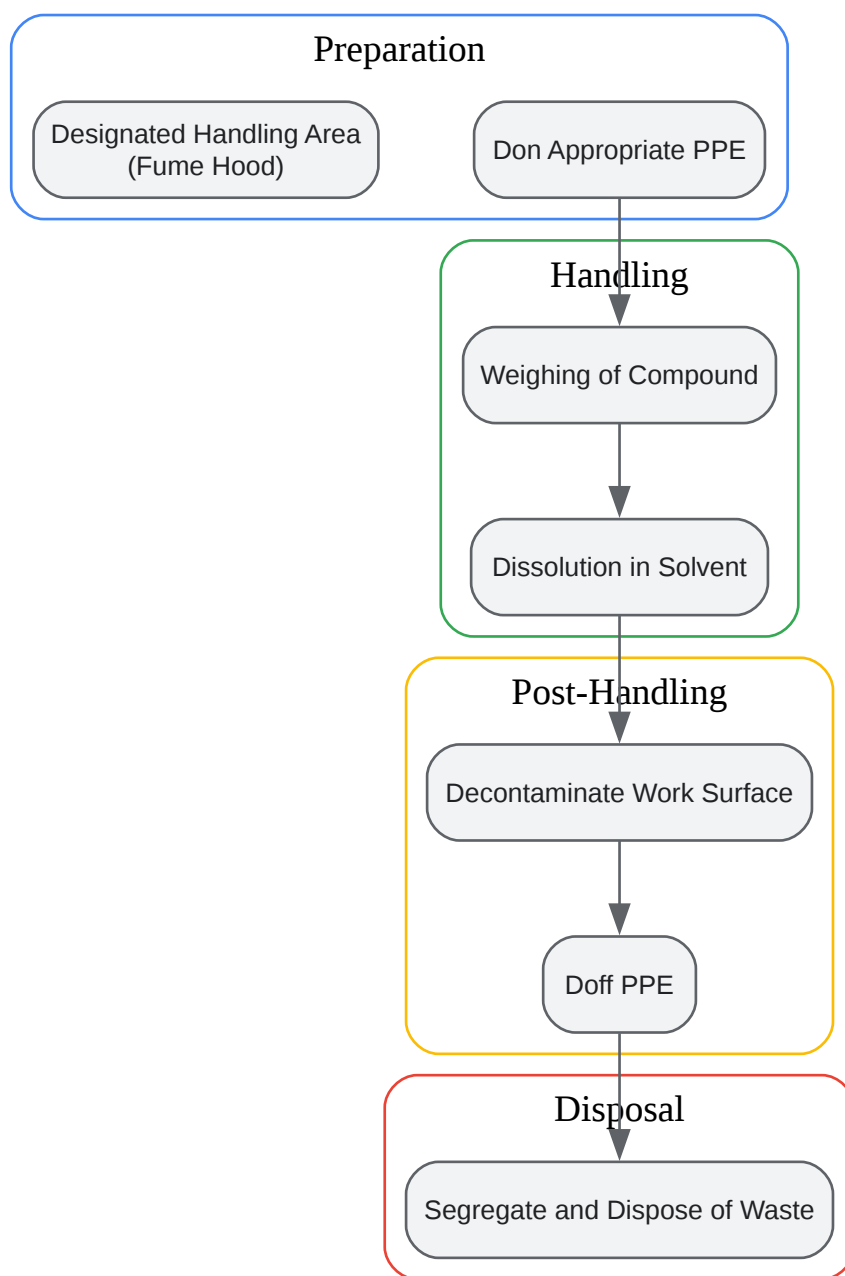 Preparation
Designated Handling Area
(Fume Hood)
Don Appropriate PPE
Handling
Weighing of Compound
Dissolution in Solvent
Post-Handling
Decontaminate Work Surface
Doff PPE
Disposal
Segregate and Dispose of Waste